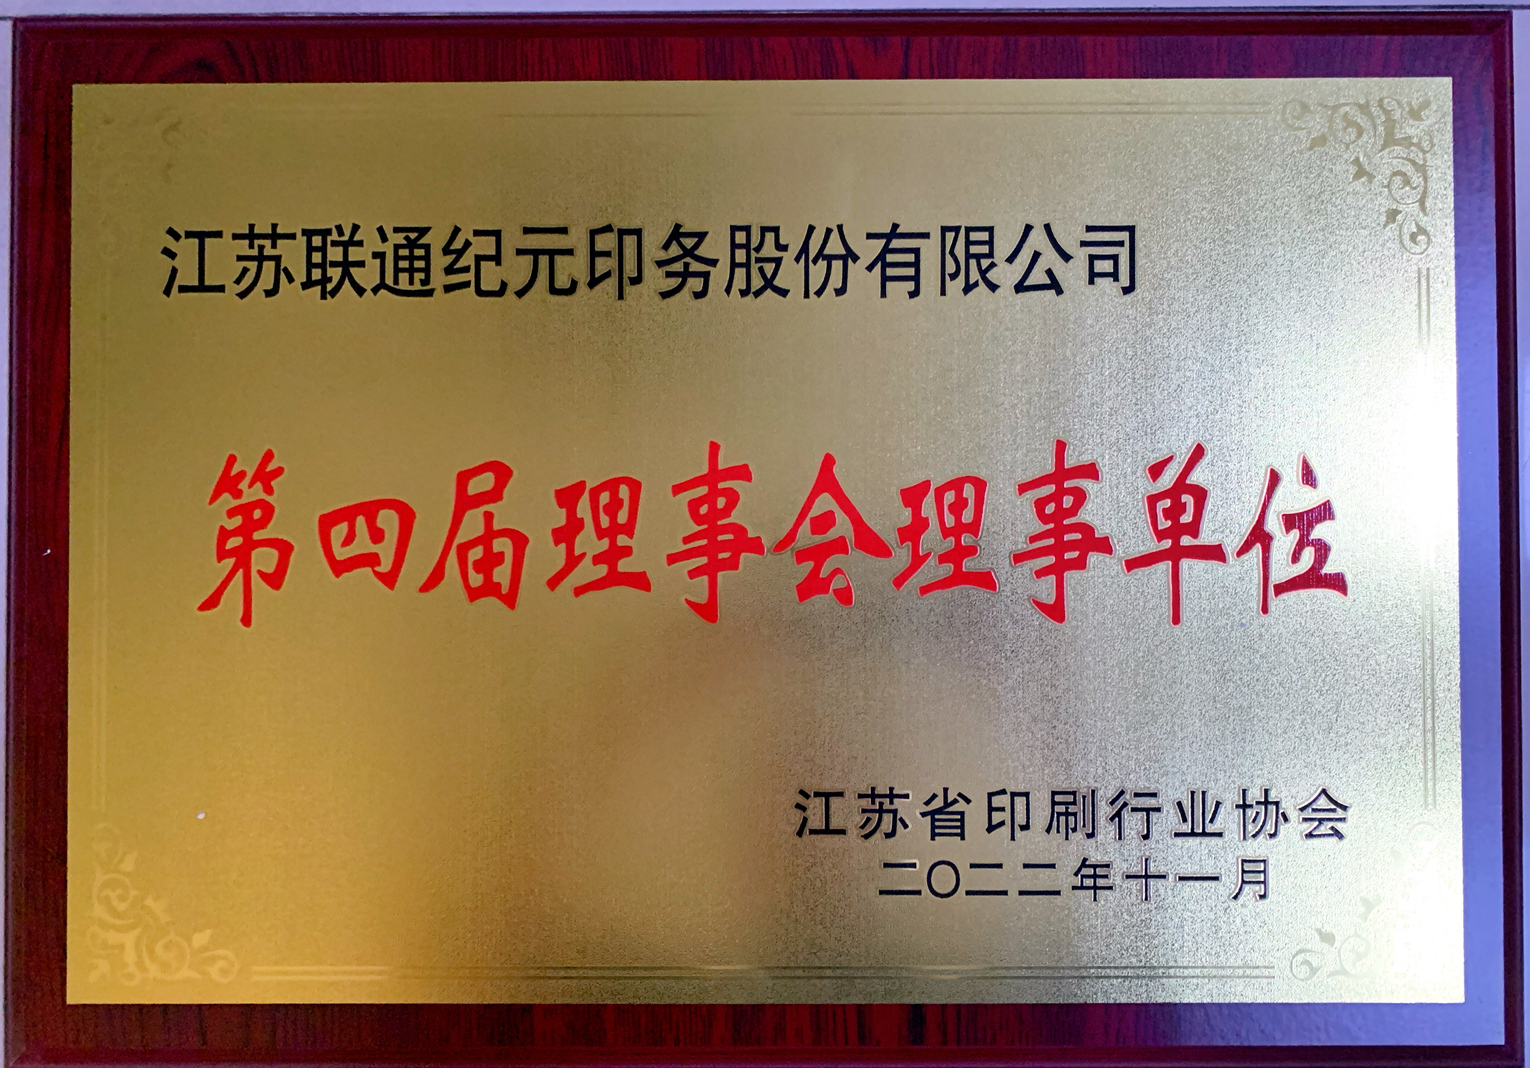 江苏联通纪元印务股份有限公司
第四届理事会理事单位
江苏省印刷行业协会
二〇二二年十一月